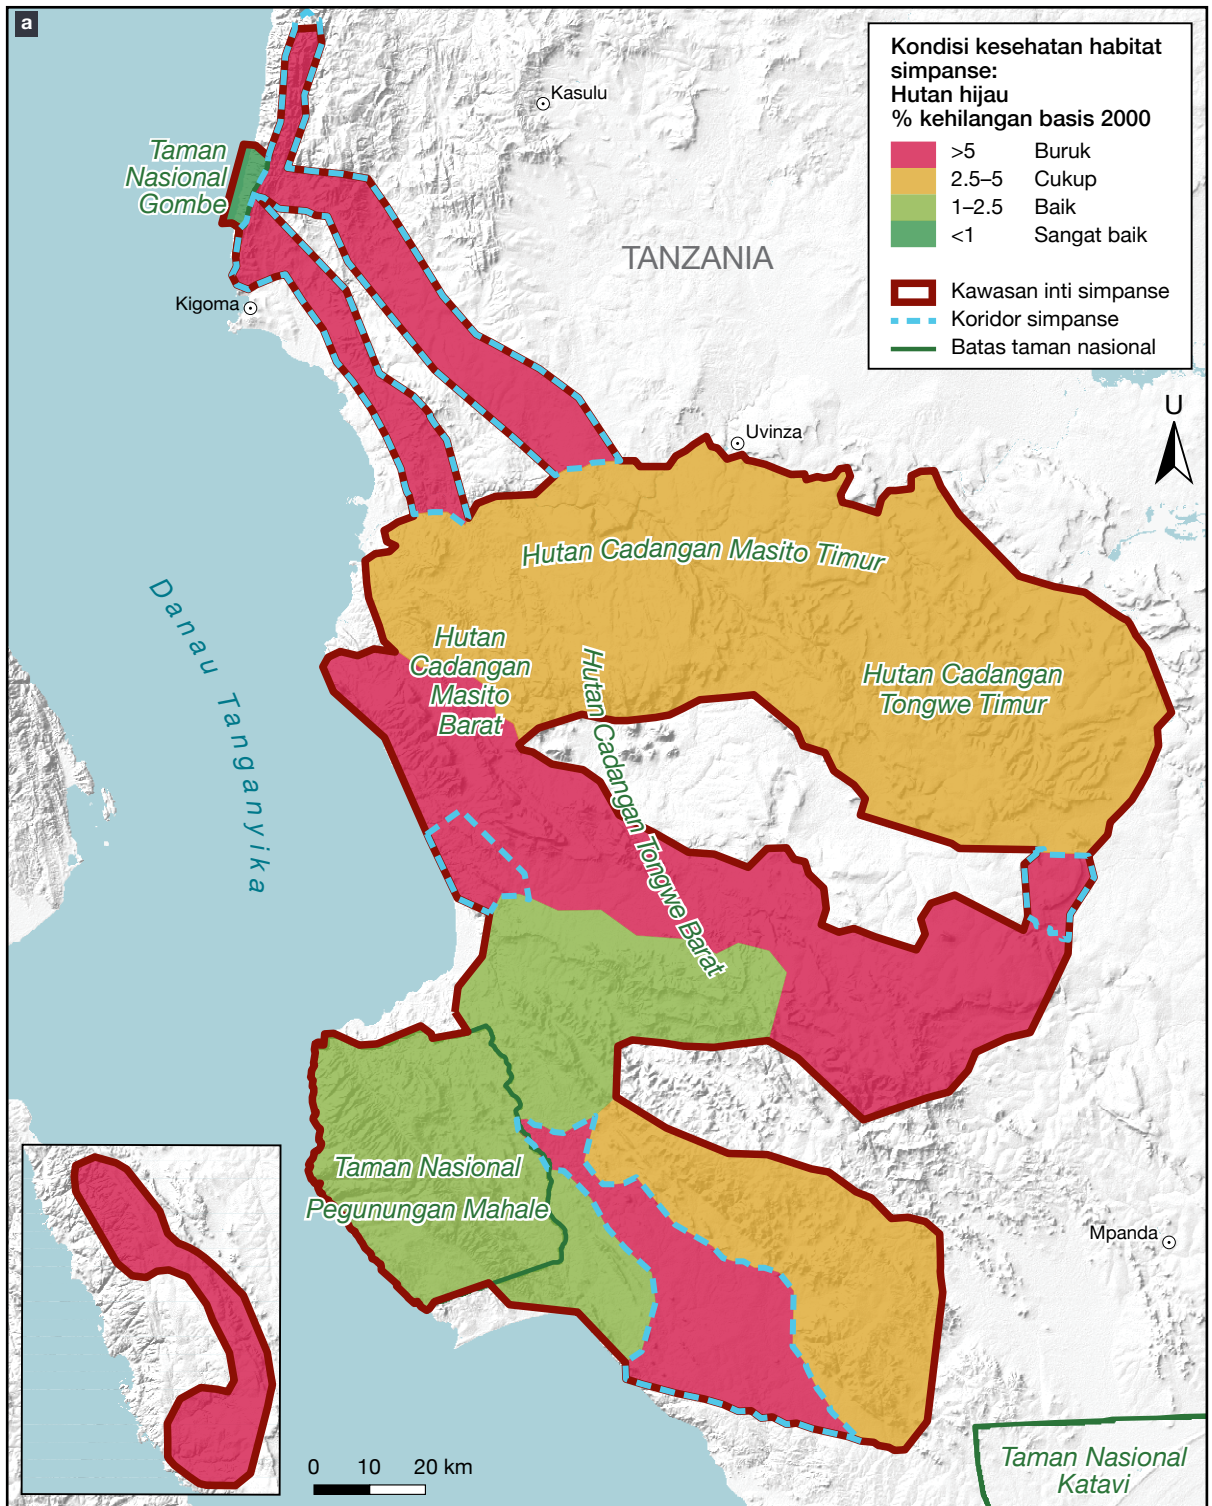 a
Kondisi kesehatan habitat
simpanse:
Hutan hijau
% kehilangan basis 2000
>5 Buruk
2.5–5 Cukup
1–2.5 Baik
<1 Sangat baik
Kawasan inti simpanse
Koridor simpanse
Batas taman nasional
U
Kasulu
Taman
Nasional
Gombe
TANZANIA
Kigoma
Uvinza
Hutan Cadangan Masito Timur
Danau Tanganyika
Hutan
Cadangan
Masito
Barat
Hutan Cadangan Tongwe Barat
Hutan Cadangan
Tongwe Timur
Taman Nasional
Pegunungan Mahale
Mpanda
0 10 20 km
Taman Nasional
Katavi